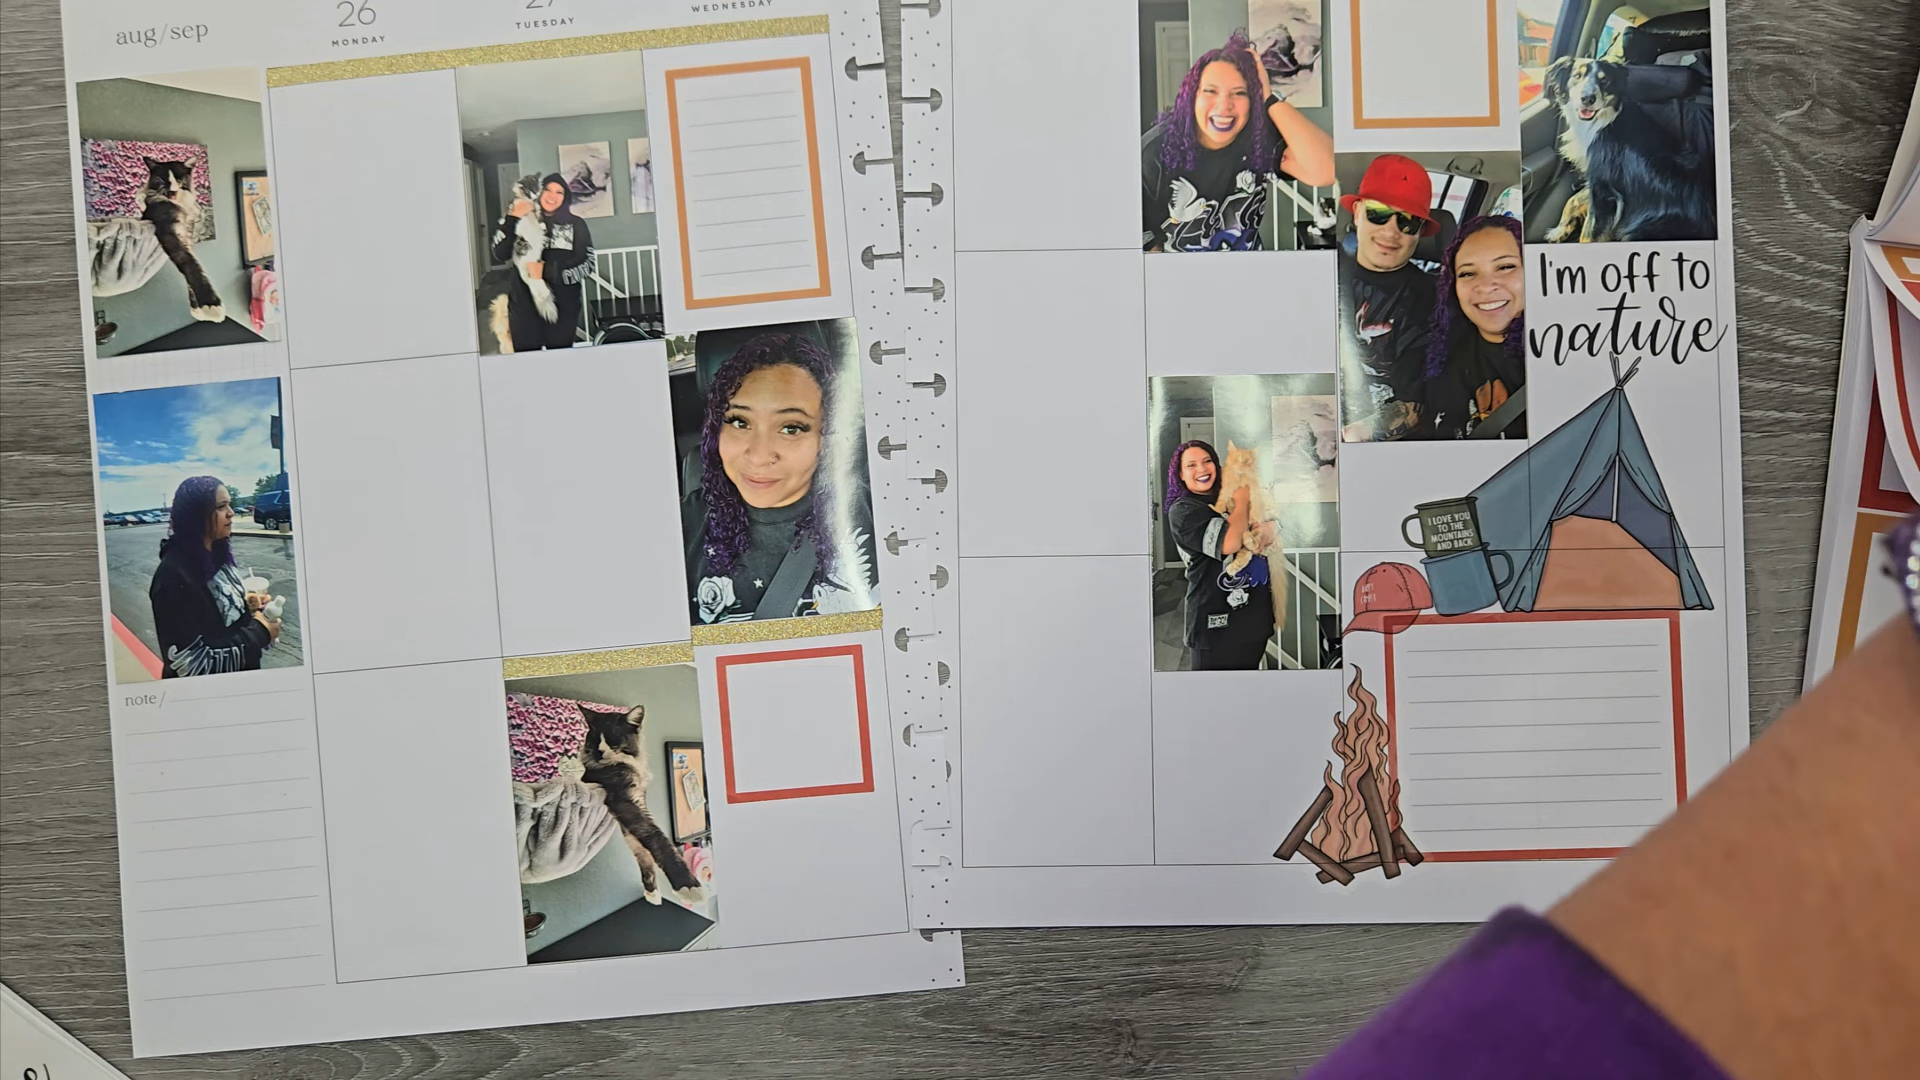 aug/sep
26
MONDAY
27
TUESDAY
WEDNESDAY
note/
I'm off to
nature
I LOVE YOU
TO THE
MOUNTAINS
AND BACK